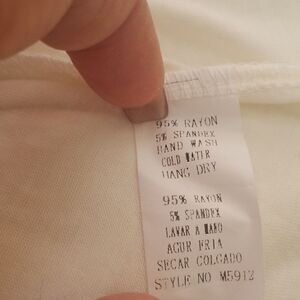 95% RAYON
5% SPANDEX
HAND WASH
COLD WATER
HANG DRY
95% RAYON
5% SPANDEX
LAVAR A MANO
AGUR FRIA
SECAR COLGADO
STYLE NO M5912